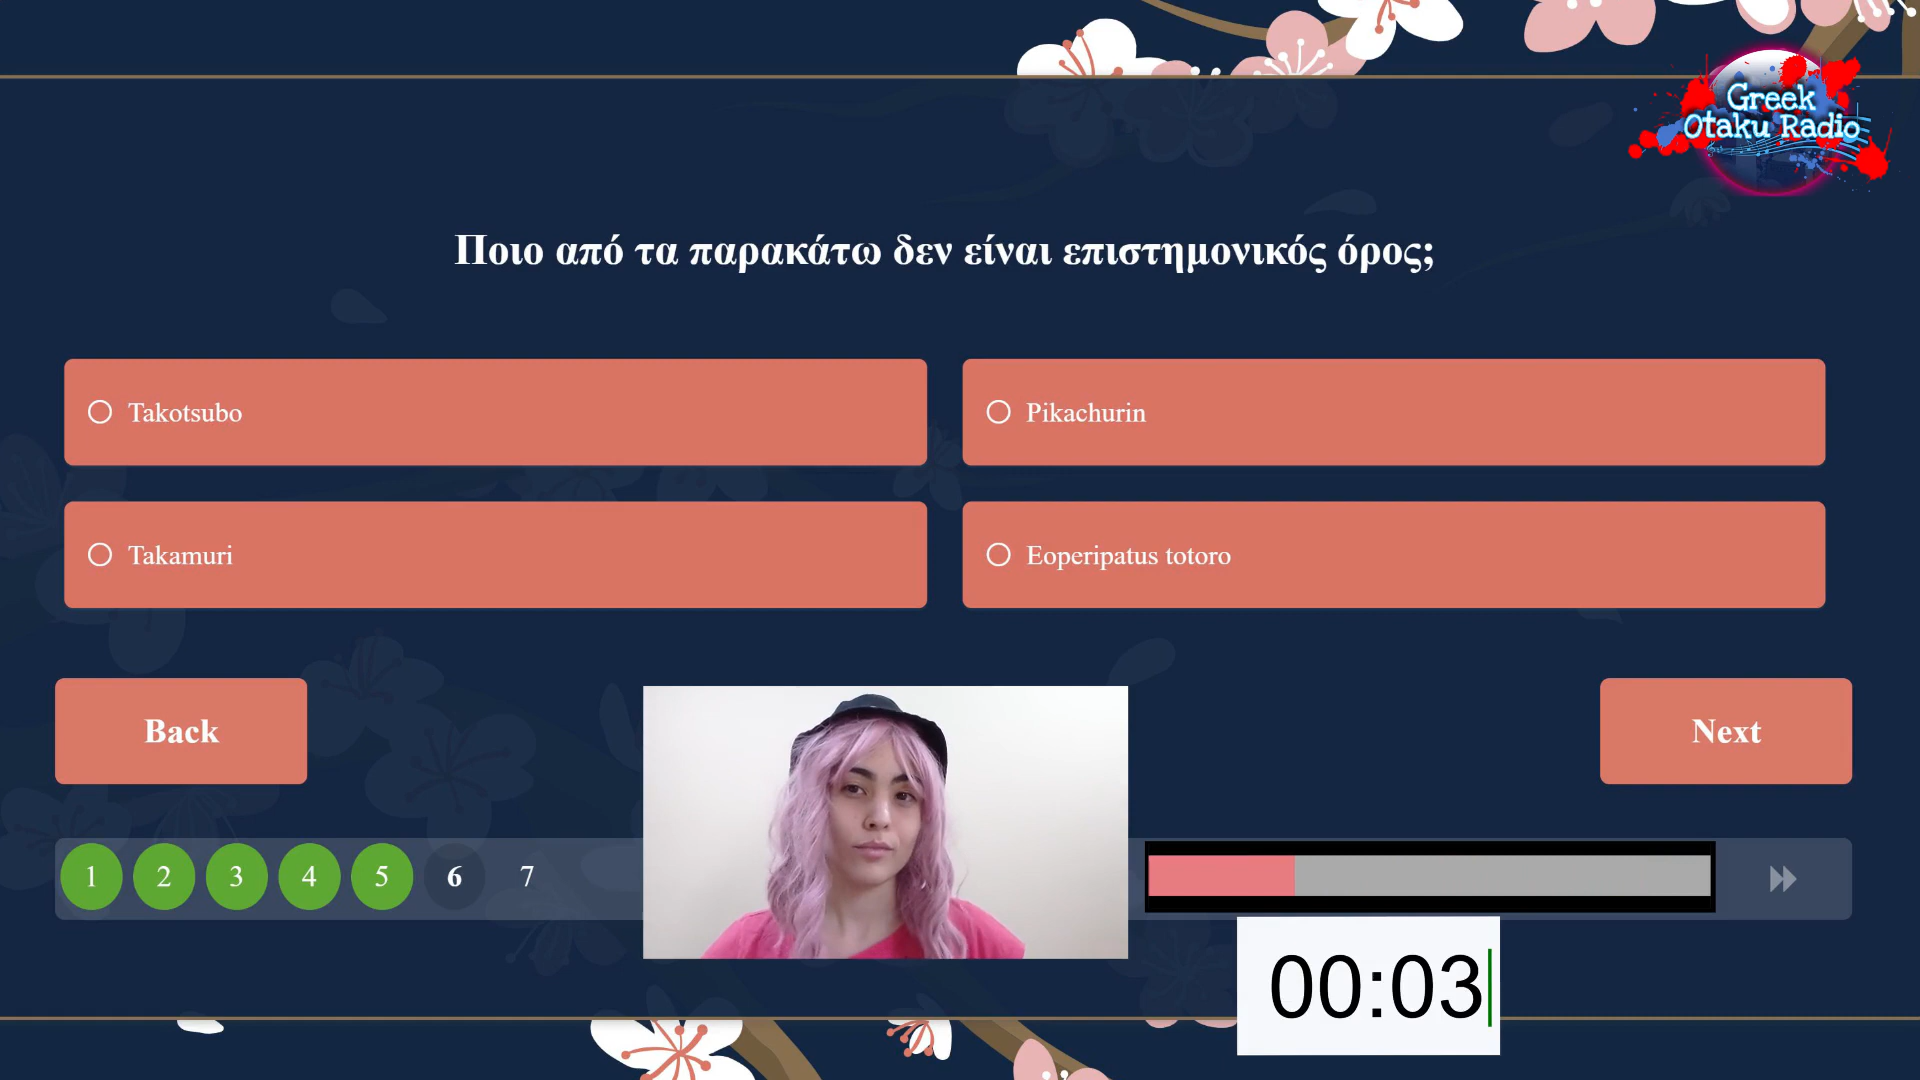 Greek
Otaku Radio
Ποιο από τα παρακάτω δεν είναι επιστημονικός όρος;
Takotsubo
Pikachurin
Takamuri
Eoperipatus totoro
Back
Next
1 2 3 4 5 6 7
00:03